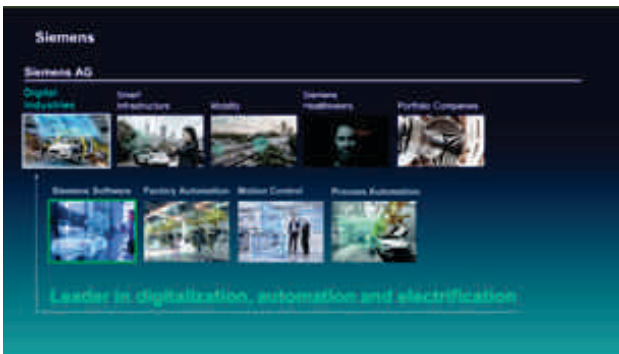 Siemens
Siemens AG
Digital
Industries
Smart
Infrastructure
Mobility
Siemens
Healthineers
Portfolio Companies
Siemens Software
Factory Automation
Motion Control
Process Automation
Leader in digitalization, automation and electrification